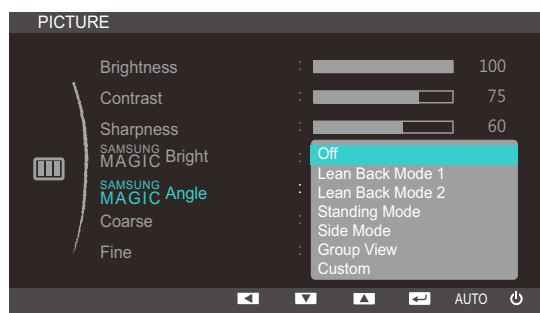 PICTURE
Brightness : 100
Contrast : 75
Sharpness : 60
SAMSUNG MAGIC Bright :
SAMSUNG MAGIC Angle :
Coarse :
Fine :
Off
Lean Back Mode 1
Lean Back Mode 2
Standing Mode
Side Mode
Group View
Custom
AUTO